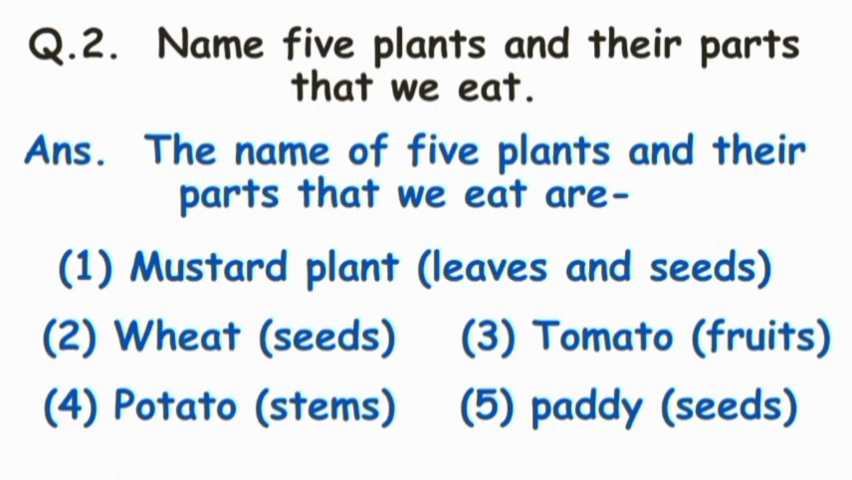 Q.2. Name five plants and their parts
that we eat.
Ans. The name of five plants and their
parts that we eat are-
(1) Mustard plant (leaves and seeds)
(2) Wheat (seeds) (3) Tomato (fruits)
(4) Potato (stems) (5) paddy (seeds)